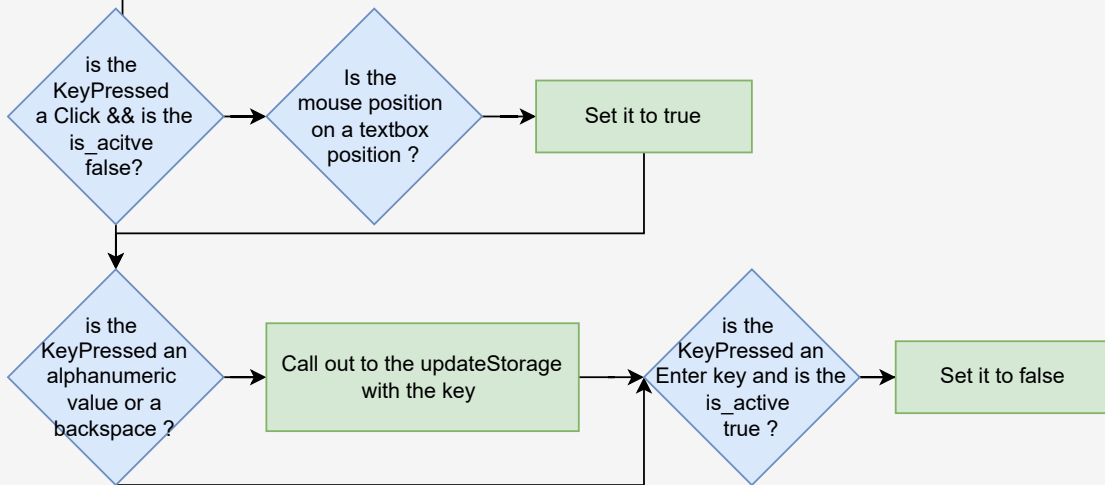 is the
KeyPressed
a Click && is the
is_acitve
false?
Is the
mouse position
on a textbox
position ?
Set it to true
is the
KeyPressed an
alphanumeric
value or a
backspace ?
Call out to the updateStorage
with the key
is the
KeyPressed an
Enter key and is the
is_active
true ?
Set it to false